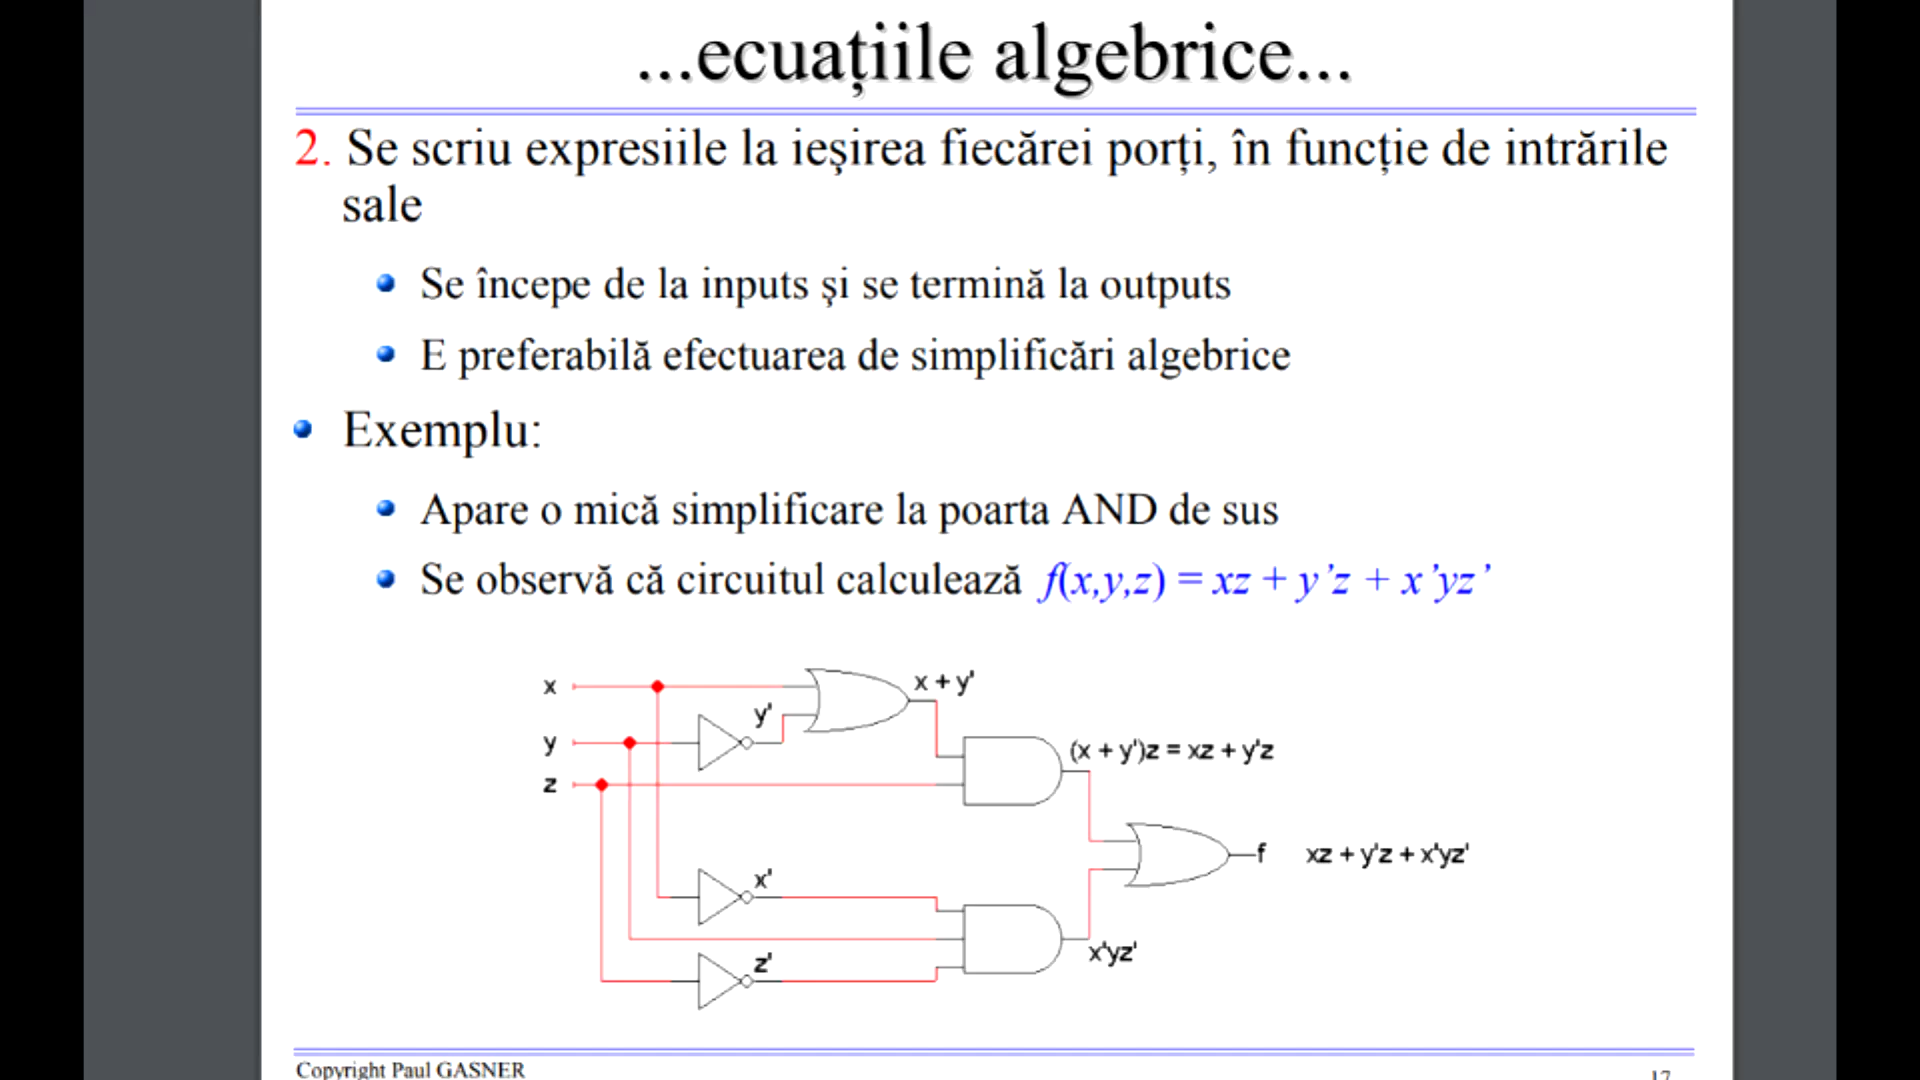 ...ecuațiile algebrice...
2. Se scriu expresiile la ieșirea fiecărei porți, în funcție de intrările
sale
Se începe de la inputs şi se termină la outputs
E preferabilă efectuarea de simplificări algebrice
Exemplu:
Apare o mică simplificare la poarta AND de sus
Se observă că circuitul calculează f(x,y,z) = xz + y’z + x’yz’
x
x + y'
y'
y
(x + y')z = xz + y'z
z
f xz + y'z + x'yz'
x'
x'yz'
z'
Copyright Paul GASNER
17